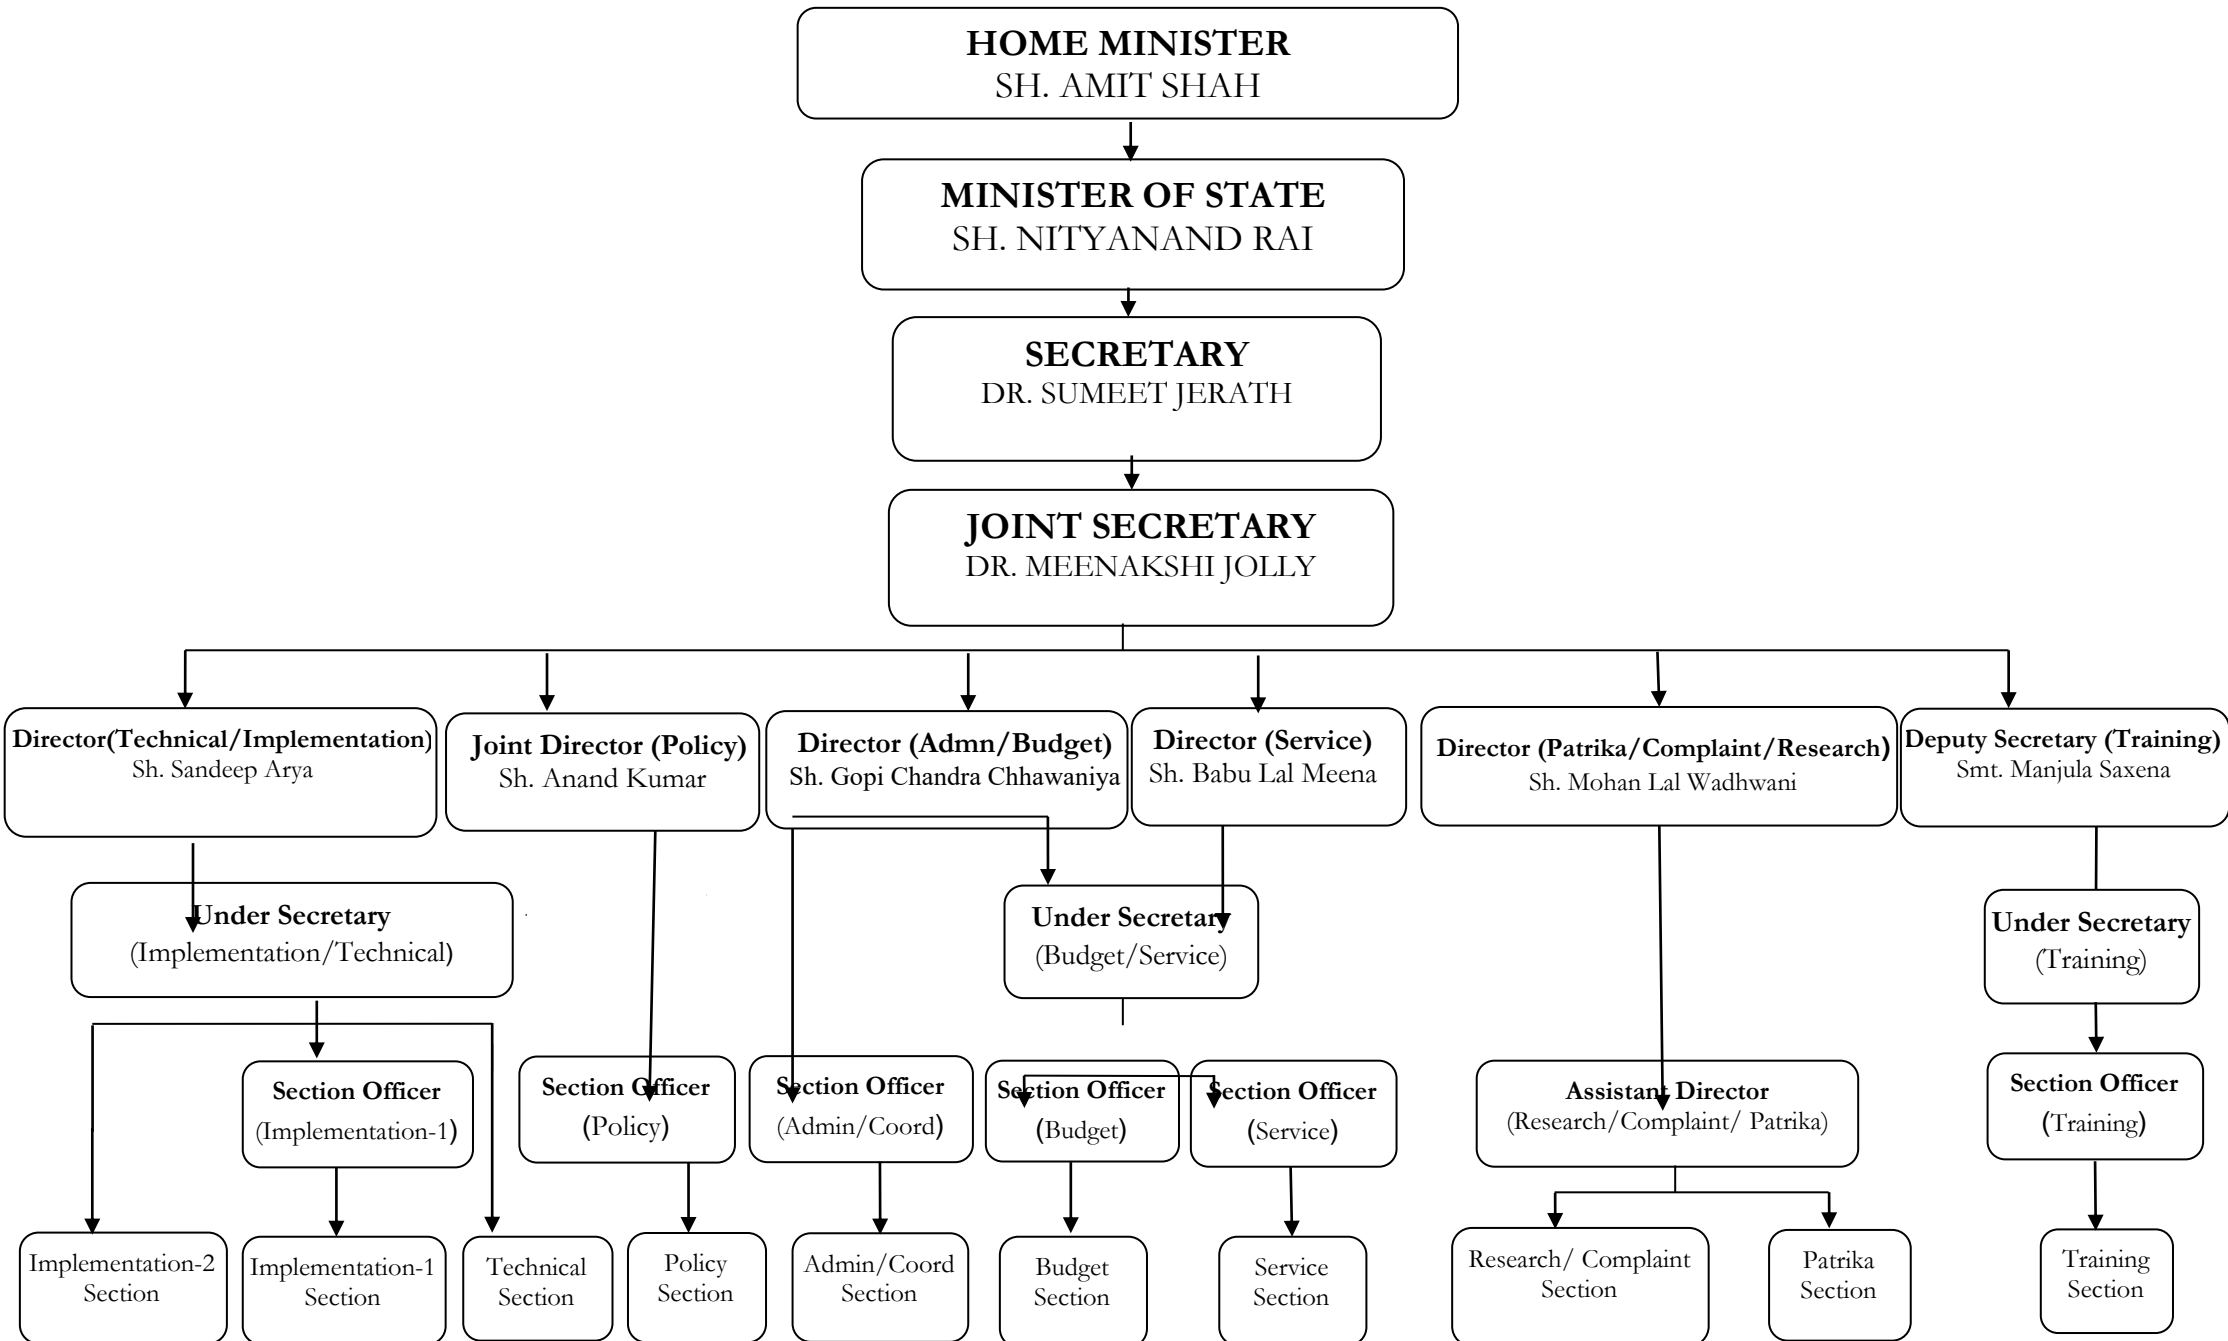 HOME MINISTER
SH. AMIT SHAH
MINISTER OF STATE
SH. NITYANAND RAI
SECRETARY
DR. SUMEET JERATH
JOINT SECRETARY
DR. MEENAKSHI JOLLY
Director(Technical/Implementation)
Sh. Sandeep Arya
Joint Director (Policy)
Sh. Anand Kumar
Director (Admn/Budget)
Sh. Gopi Chandra Chhawaniya
Director (Service)
Sh. Babu Lal Meena
Director (Patrika/Complaint/Research)
Sh. Mohan Lal Wadhwani
Deputy Secretary (Training)
Smt. Manjula Saxena
Under Secretary
(Implementation/Technical)
Under Secretary
(Budget/Service)
Under Secretary
(Training)
Section Officer
(Implementation-1)
Section Officer
(Policy)
Section Officer
(Admin/Coord)
Section Officer
(Budget)
Section Officer
(Service)
Assistant Director
(Research/Complaint/ Patrika)
Section Officer
(Training)
Implementation-2
Section
Implementation-1
Section
Technical
Section
Policy
Section
Admin/Coord
Section
Budget
Section
Service
Section
Research/ Complaint
Section
Patrika
Section
Training
Section